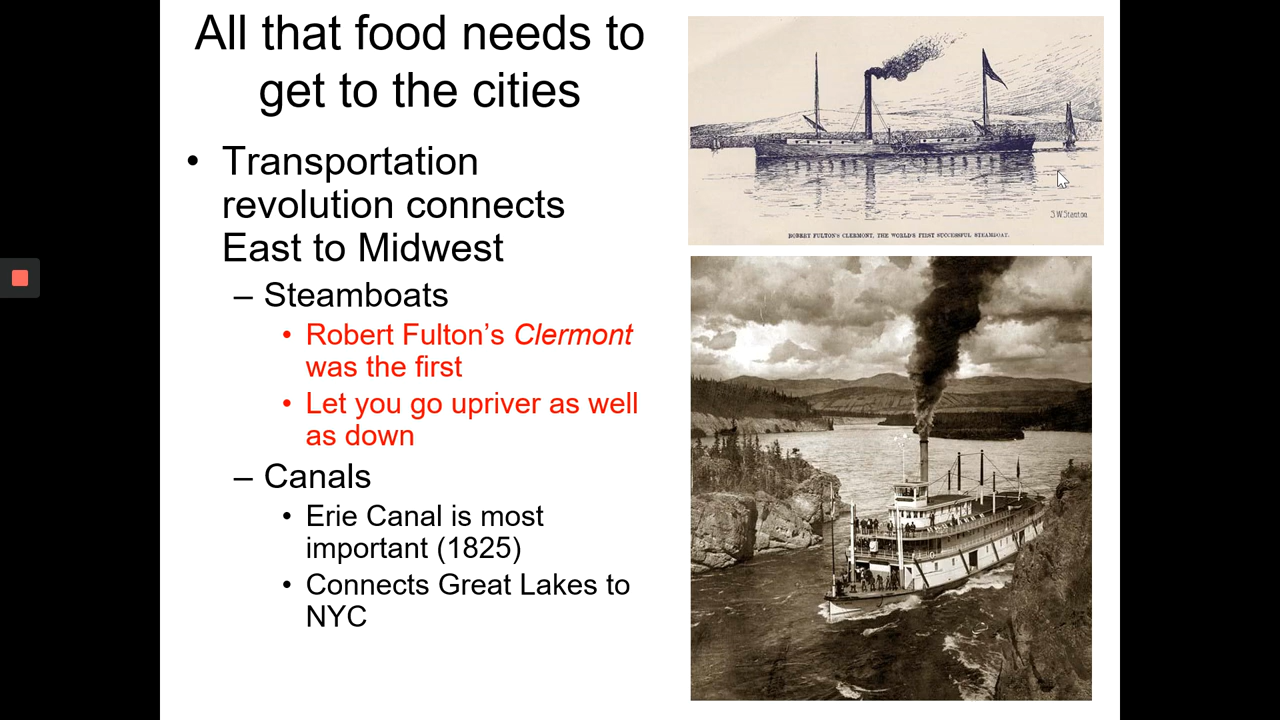 All that food needs to
get to the cities
• Transportation
revolution connects
East to Midwest
– Steamboats
• Robert Fulton’s Clermont
was the first
• Let you go upriver as well
as down
– Canals
• Erie Canal is most
important (1825)
• Connects Great Lakes to
NYC
S.W. Stanton
ROBERT FULTON'S CLERMONT, THE WORLD'S FIRST SUCCESSFUL STEAMBOAT.